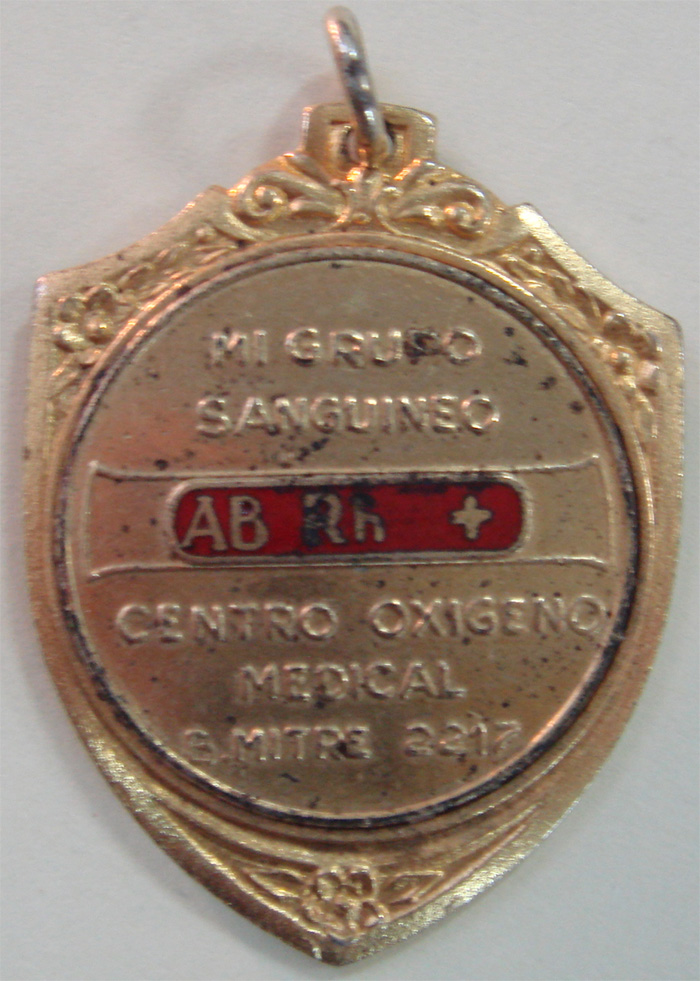 MI GRUPO
SANGUINEO
AB Rh +
CENTRO OXIGENO
MEDICAL
B.MITRE 2217